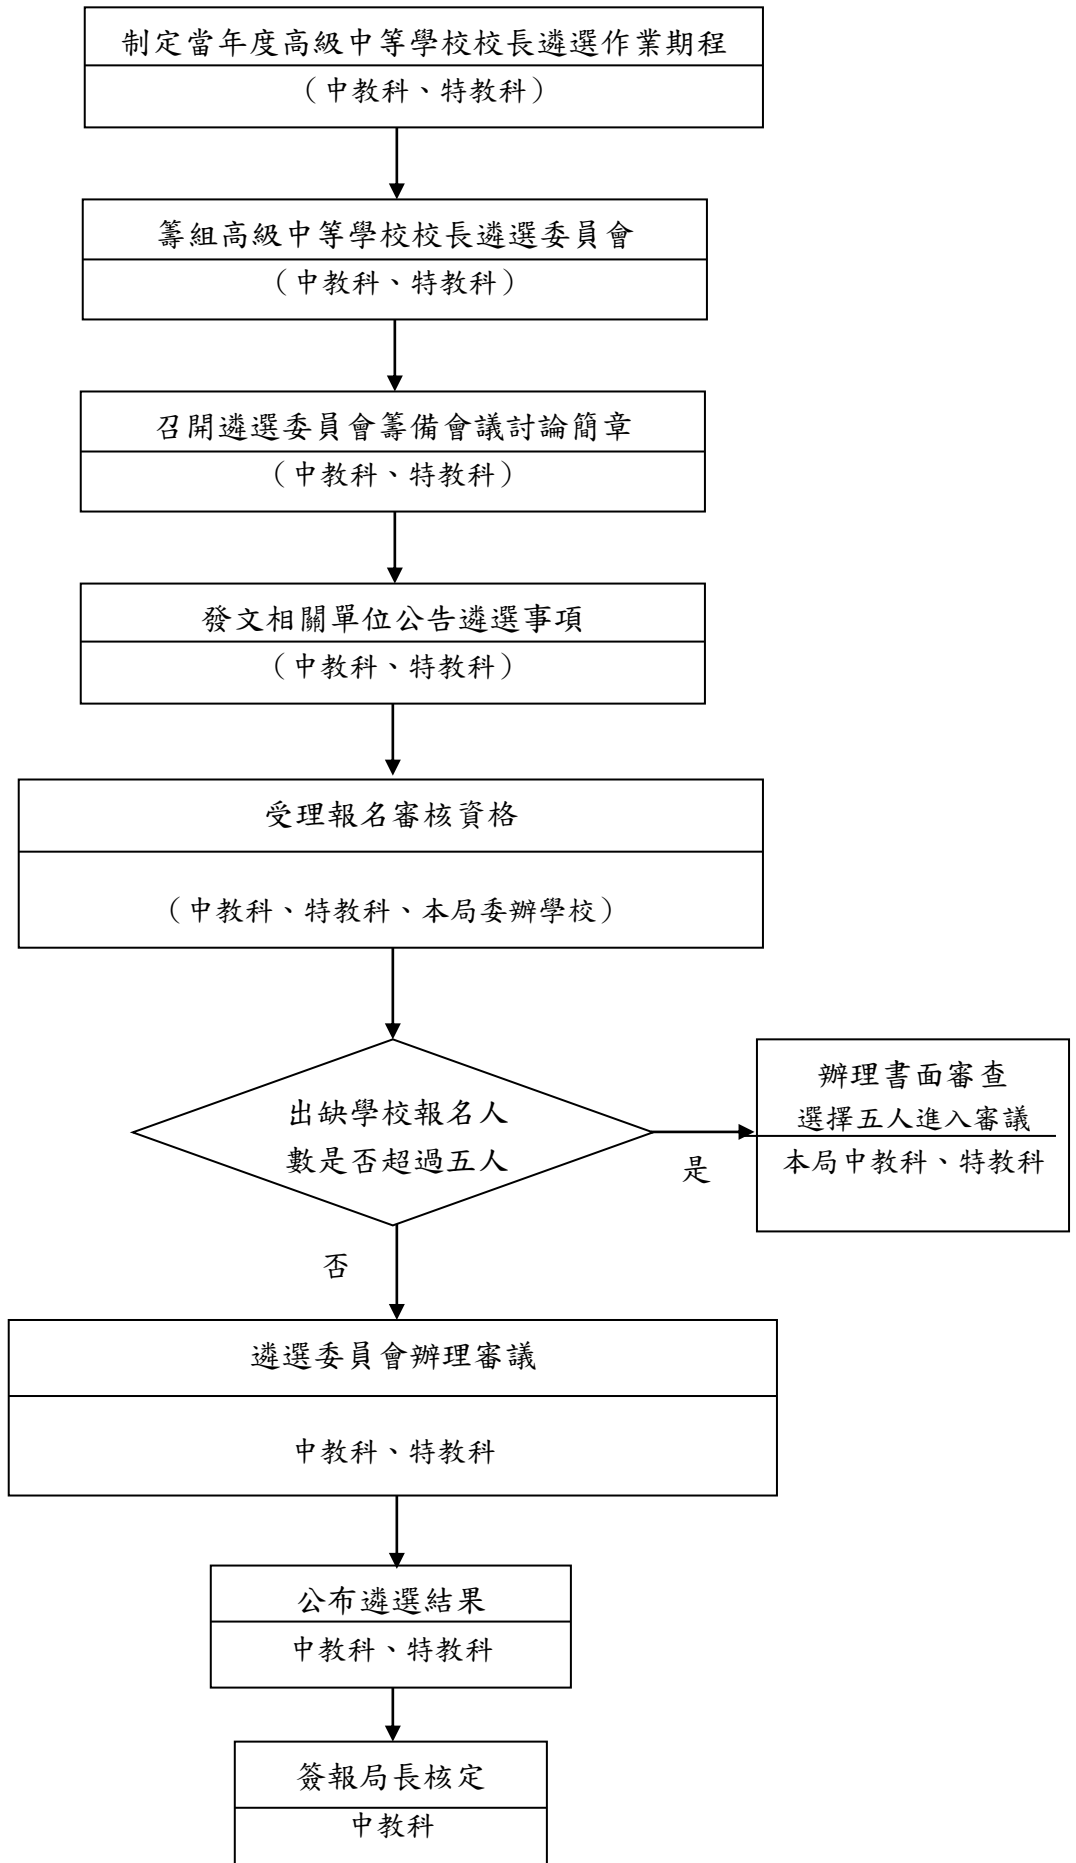 制定當年度高級中等學校校長遴選作業期程
（中教科、特教科）
籌組高級中等學校校長遴選委員會
（中教科、特教科）
召開遴選委員會籌備會議討論簡章
（中教科、特教科）
發文相關單位公告遴選事項
（中教科、特教科）
受理報名審核資格
（中教科、特教科、本局委辦學校）
出缺學校報名人
數是否超過五人
是
辦理書面審查
選擇五人進入審議
本局中教科、特教科
否
遴選委員會辦理審議
中教科、特教科
公布遴選結果
中教科、特教科
簽報局長核定
中教科